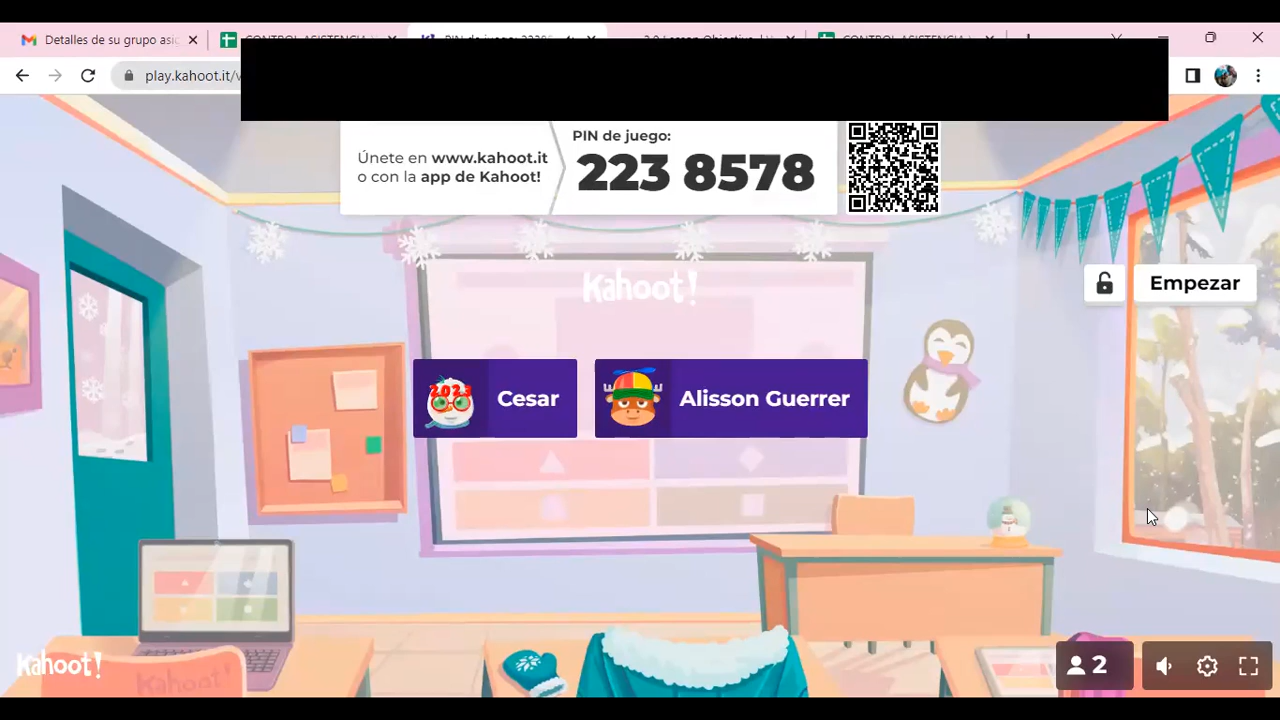 Detalles de su grupo asig
play.kahoot.it/v
Únete en www.kahoot.it
o con la app de Kahoot!
PIN de juego:
223 8578
Kahoot!
Empezar
2023
Cesar
Alisson Guerrer
Kahoot!
2